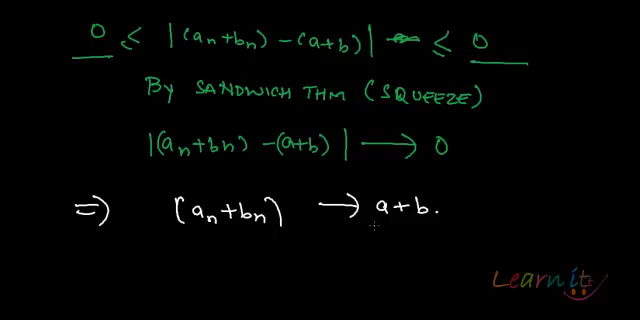 0 ≤ |(an+bn) -(a+b)| ≤ 0
By SANDWICH THM (SQUEEZE)
|(an+bn) -(a+b)| ⟶ 0
⇒ (an+bn) ⟶ a+b.
Learnit